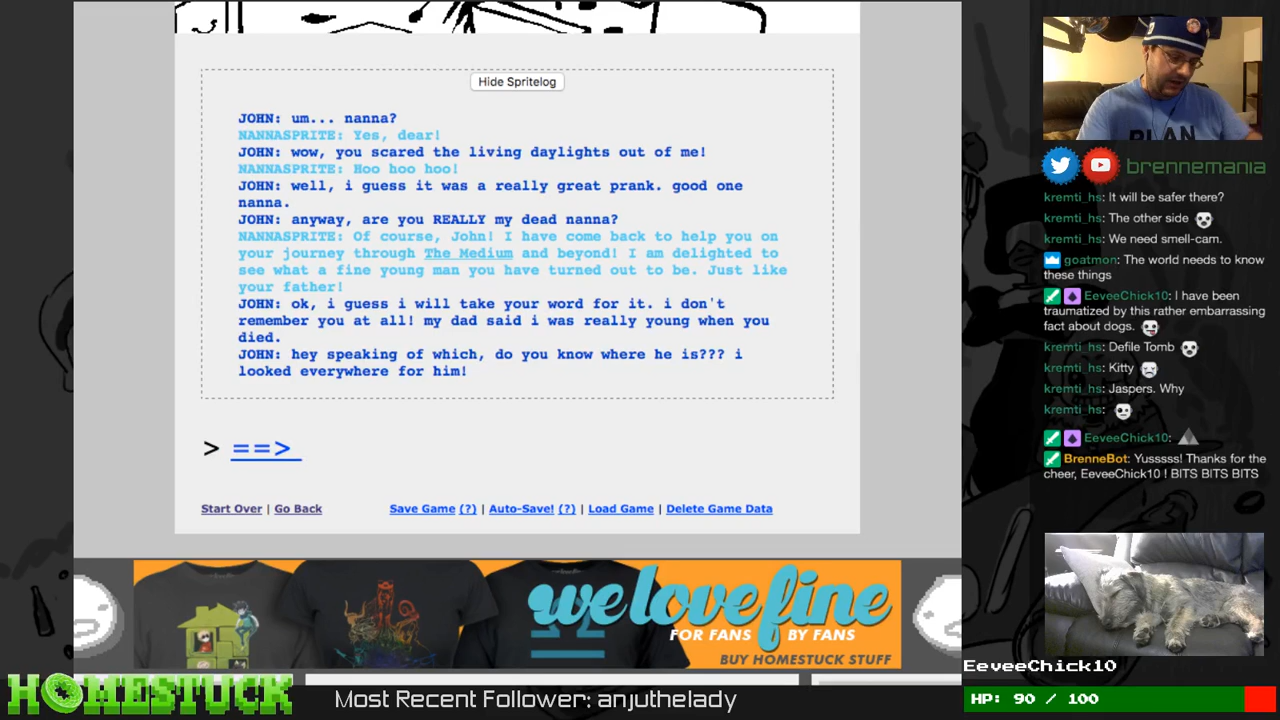 Hide Spritelog
JOHN: um... nanna?
NANNASPRITE: Yes, dear!
JOHN: wow, you scared the living daylights out of me!
NANNASPRITE: Hoo hoo hoo!
JOHN: well, i guess it was a really great prank. good one
nanna.
JOHN: anyway, are you REALLY my dead nanna?
NANNASPRITE: Of course, John! I have come back to help you on
your journey through The Medium and beyond! I am delighted to
see what a fine young man you have turned out to be. Just like
your father!
JOHN: ok, i guess i will take your word for it. i don't
remember you at all! my dad said i was really young when you
died.
JOHN: hey speaking of which, do you know where he is??? i
looked everywhere for him!
> ==>
Start Over | Go Back Save Game (?) | Auto-Save! (?) | Load Game | Delete Game Data
welovefine
FOR FANS BY FANS
BUY HOMESTUCK STUFF
HOMESTUCK
Most Recent Follower: anjuthelady
PLAN
brennemania
kremti_hs: It will be safer there?
kremti_hs: The other side
kremti_hs: We need smell-cam.
goatmon: The world needs to know
these things
EeveeChick10: I have been
traumatized by this rather embarrassing
fact about dogs.
kremti_hs: Defile Tomb
kremti_hs: Kitty
kremti_hs: Jaspers. Why
kremti_hs:
EeveeChick10:
BrenneBot: Yusssss! Thanks for the
cheer, EeveeChick10 ! BITS BITS BITS
EeveeChick10
HP: 90 / 100